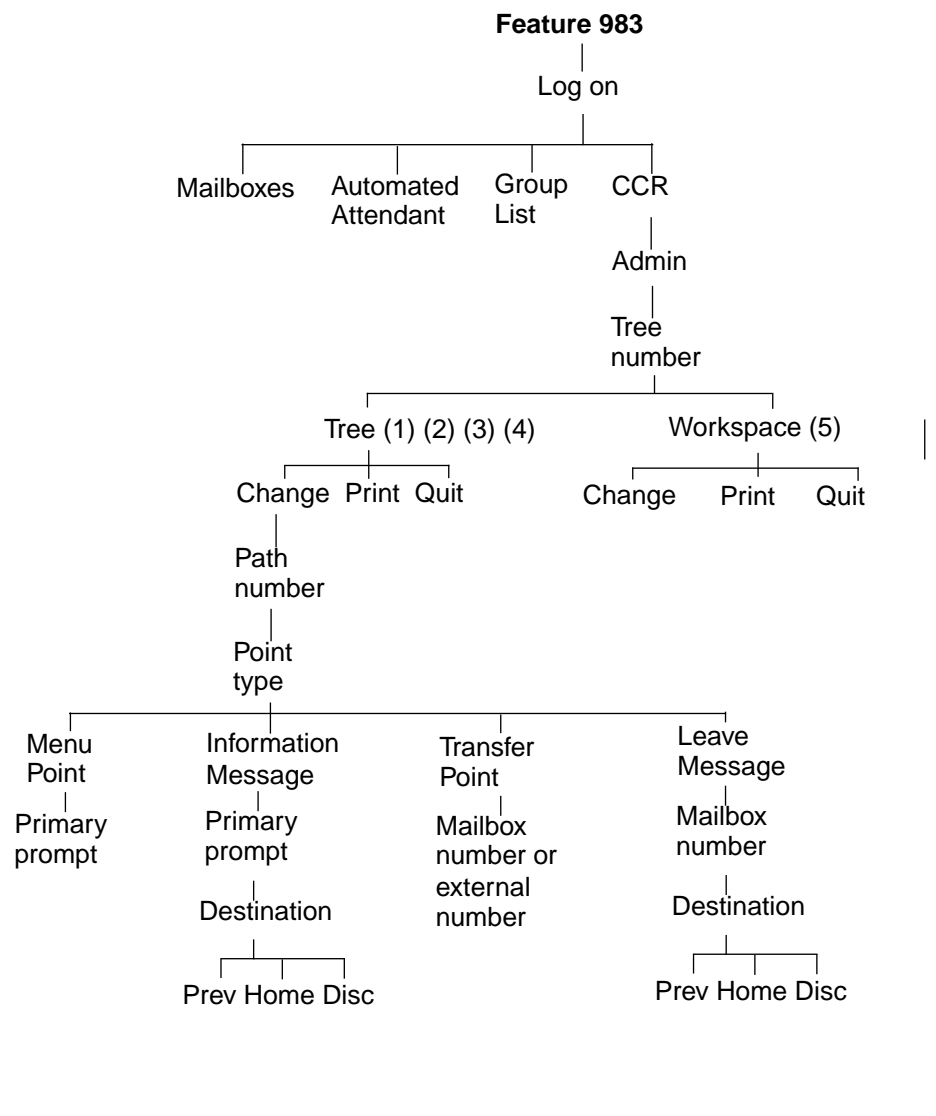 Feature 983
Log on
Mailboxes
Automated
Attendant
Group
List
CCR
Admin
Tree
number
Tree (1) (2) (3) (4)
Workspace (5)
Change Print Quit
Change Print Quit
Path
number
Point
type
Menu
Point
Primary
prompt
Information
Message
Primary
prompt
Destination
Prev Home Disc
Transfer
Point
Mailbox
number or
external
number
Leave
Message
Mailbox
number
Destination
Prev Home Disc